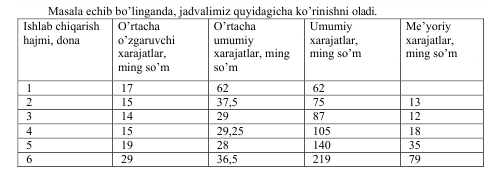 Masala echib bo’linganda, jadvalimiz quyidagicha ko’rinishni oladi.
Ishlab chiqarish hajmi, dona | O’rtacha o’zgaruvchi xarajatlar, ming so’m | O’rtacha umumiy xarajatlar, ming so’m | Umumiy xarajatlar, ming so’m | Me’yoriy xarajatlar, ming so’m
1 | 17 | 62 | 62 |
2 | 15 | 37,5 | 75 | 13
3 | 14 | 29 | 87 | 12
4 | 15 | 29,25 | 105 | 18
5 | 19 | 28 | 140 | 35
6 | 29 | 36,5 | 219 | 79